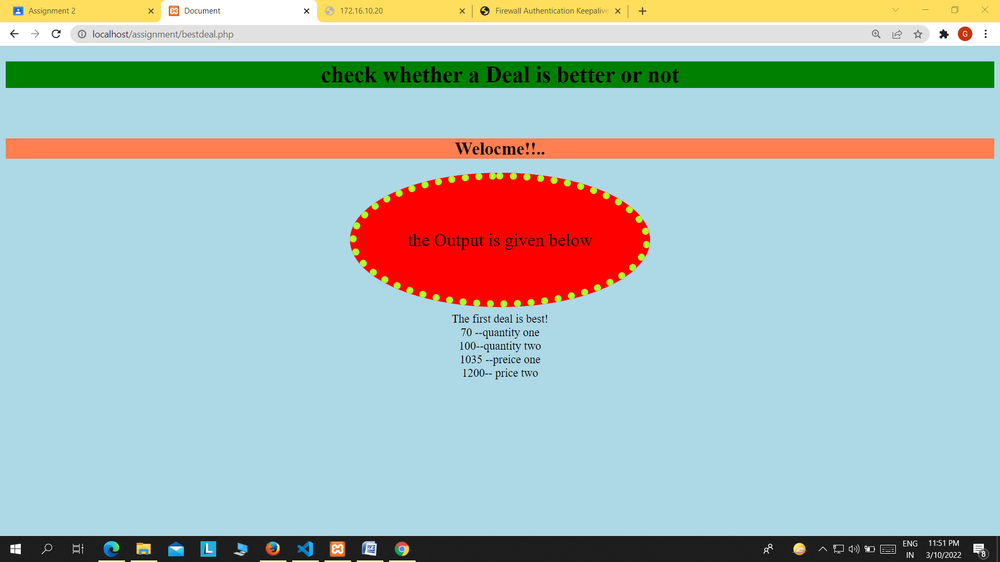 Assignment 2
Document
172.16.10.20
Firewall Authentication Keepalive
localhost/assignment/bestdeal.php
G
check whether a Deal is better or not
Welocme!!..
the Output is given below
The first deal is best!
70 --quantity one
100--quantity two
1035 --preice one
1200-- price two
L
W
ENG
IN
11:51 PM
3/10/2022
8